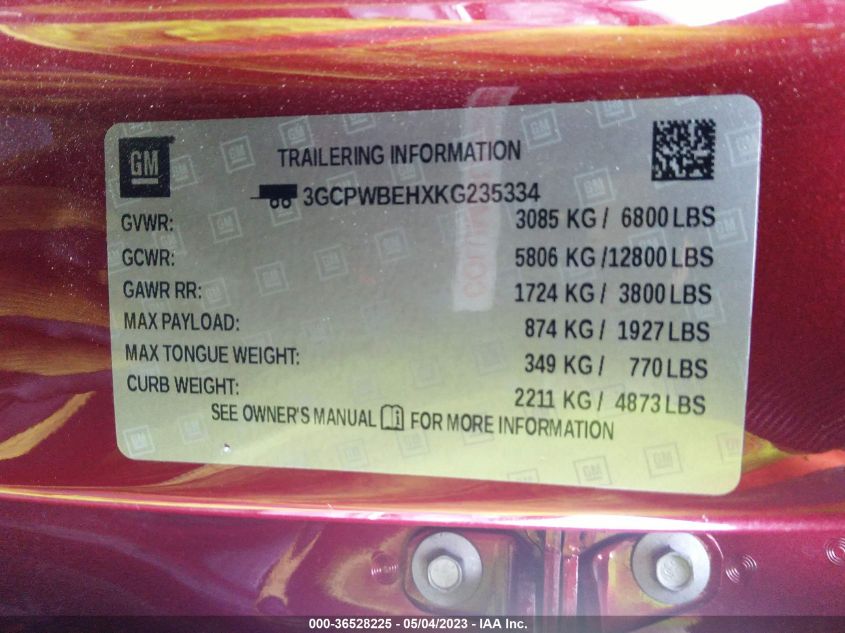 GM
TRAILERING INFORMATION
3GCPWBEHXKG235334
GVWR: 3085 KG / 6800 LBS
GCWR: 5806 KG /12800 LBS
GAWR RR: 1724 KG / 3800 LBS
MAX PAYLOAD: 874 KG / 1927 LBS
MAX TONGUE WEIGHT: 349 KG / 770 LBS
CURB WEIGHT: 2211 KG / 4873 LBS
SEE OWNER'S MANUAL FOR MORE INFORMATION
000-36528225 - 05/04/2023 - IAA Inc.